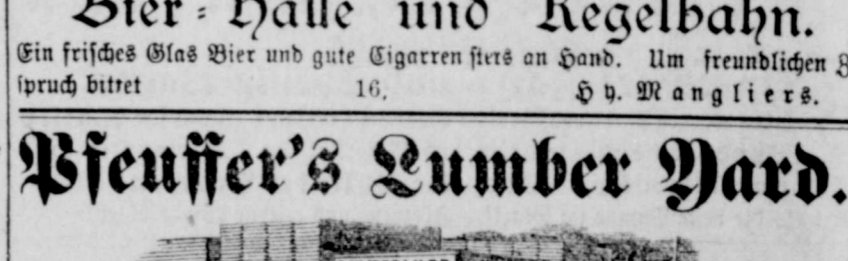 Bier-Halle und Kegelbahn.
Ein frisches Glas Bier und gute Cigarren stets an Hand. Um freundlichen
spruch bittet 16. Hy. Mangliers.
Pfeuffer's Lumber Yard.